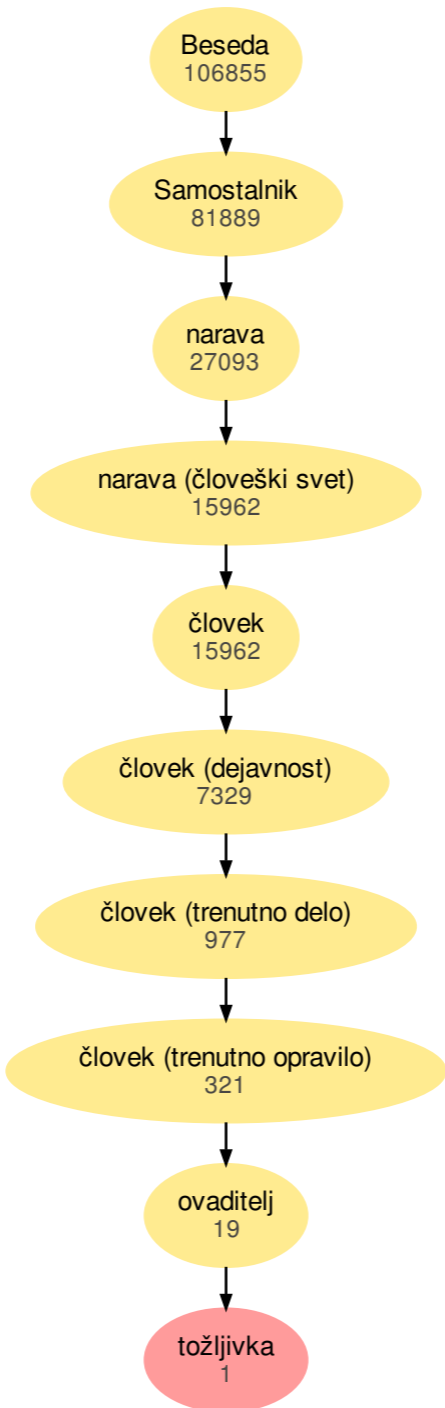 Beseda
106855
Samostalnik
81889
narava
27093
narava (človeški svet)
15962
človek
15962
človek (dejavnost)
7329
človek (trenutno delo)
977
človek (trenutno opravilo)
321
ovaditelj
19
tožljivka
1